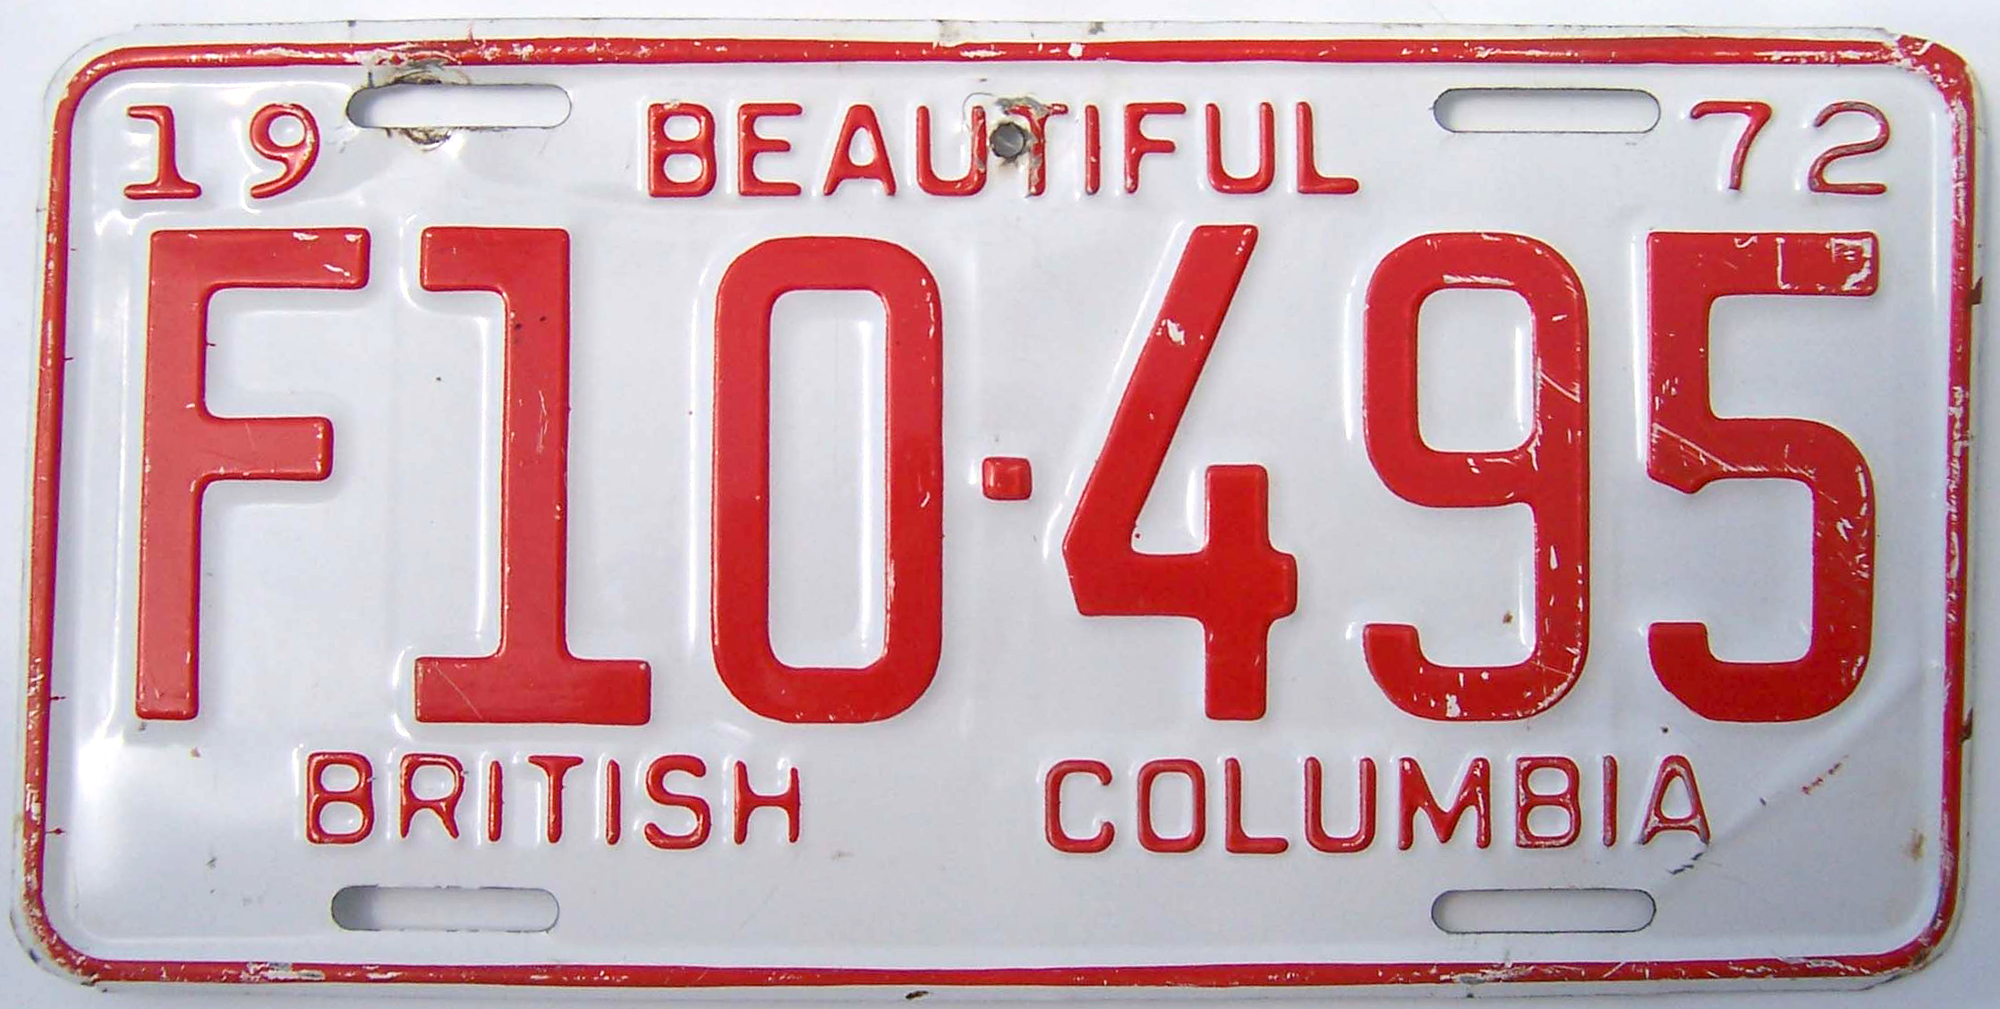 19 BEAUTIFUL 72
F10-495
BRITISH COLUMBIA